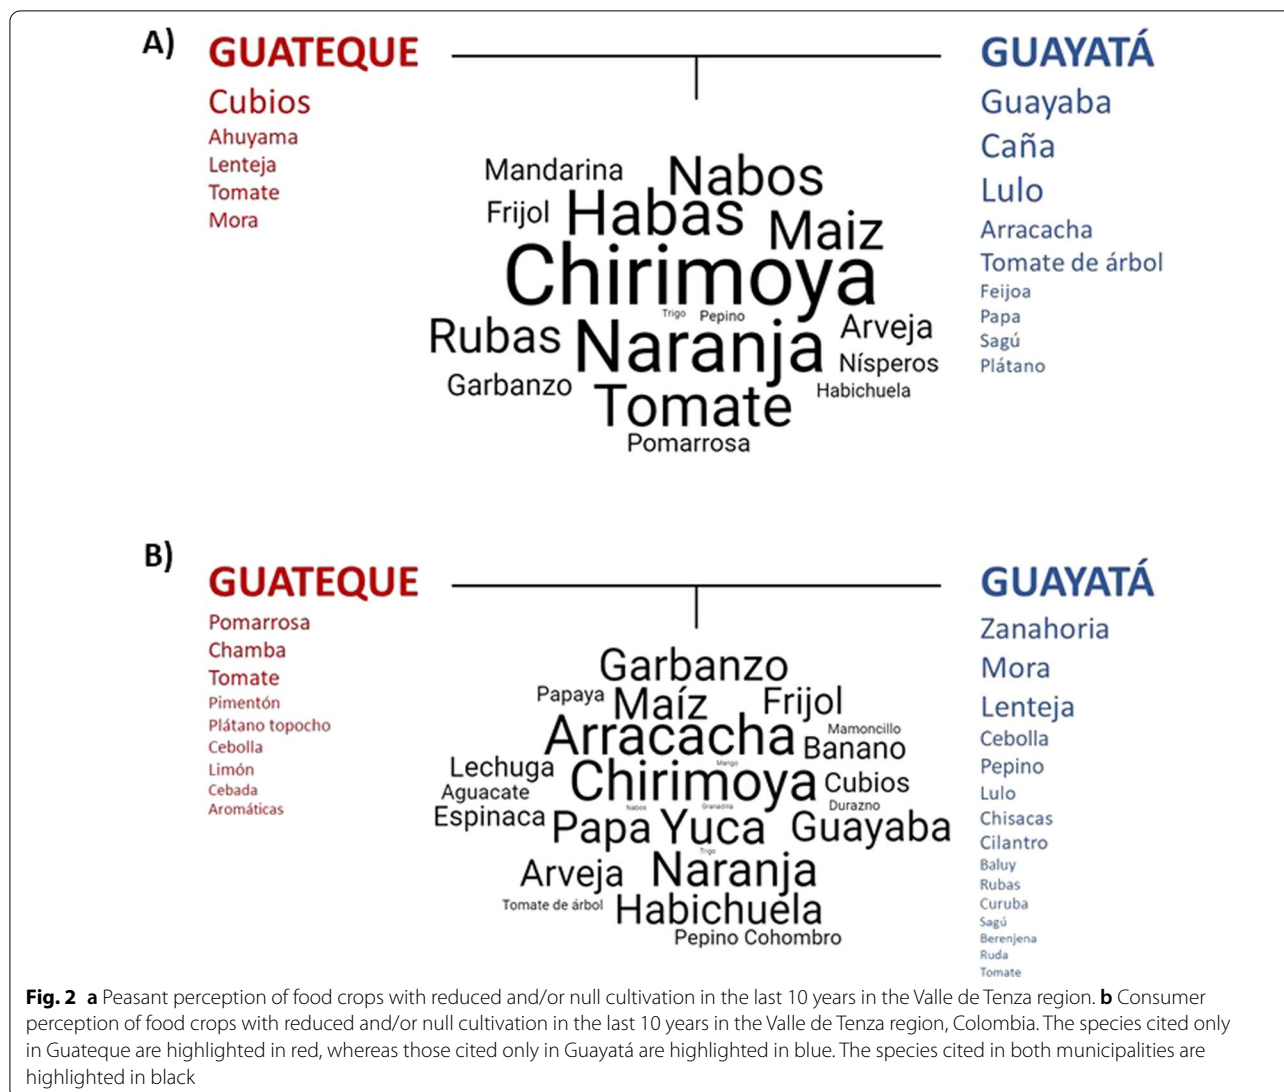 A)
GUATEQUE
Cubios
Ahuyama
Lenteja
Tomate
Mora
Mandarina
Nabos
Frijol
Habas
Maiz
Chirimoya
Trigo
Pepino
Rubas
Naranja
Arveja
Nísperos
Garbanzo
Tomate
Habichuela
Pomarrosa
GUAYATÁ
Guayaba
Caña
Lulo
Arracacha
Tomate de árbol
Feijoa
Papa
Sagú
Plátano
B)
GUATEQUE
Pomarrosa
Chamba
Tomate
Pimentón
Plátano topocho
Cebolla
Limón
Cebada
Aromáticas
Garbanzo
Papaya
Maíz
Frijol
Arracacha
Mamoncillo
Banano
Lechuga
Mango
Chirimoya
Cubios
Aguacate
Durazno
Nabos
Granadilla
Espinaca
Papa
Yuca
Guayaba
Trigo
Arveja
Naranja
Tomate de árbol
Habichuela
Pepino Cohombro
GUAYATÁ
Zanahoria
Mora
Lenteja
Cebolla
Pepino
Lulo
Chisacas
Cilantro
Baluy
Rubas
Curuba
Sagú
Berenjena
Ruda
Tomate
Fig. 2 a Peasant perception of food crops with reduced and/or null cultivation in the last 10 years in the Valle de Tenza region. b Consumer
perception of food crops with reduced and/or null cultivation in the last 10 years in the Valle de Tenza region, Colombia. The species cited only
in Guateque are highlighted in red, whereas those cited only in Guayatá are highlighted in blue. The species cited in both municipalities are
highlighted in black